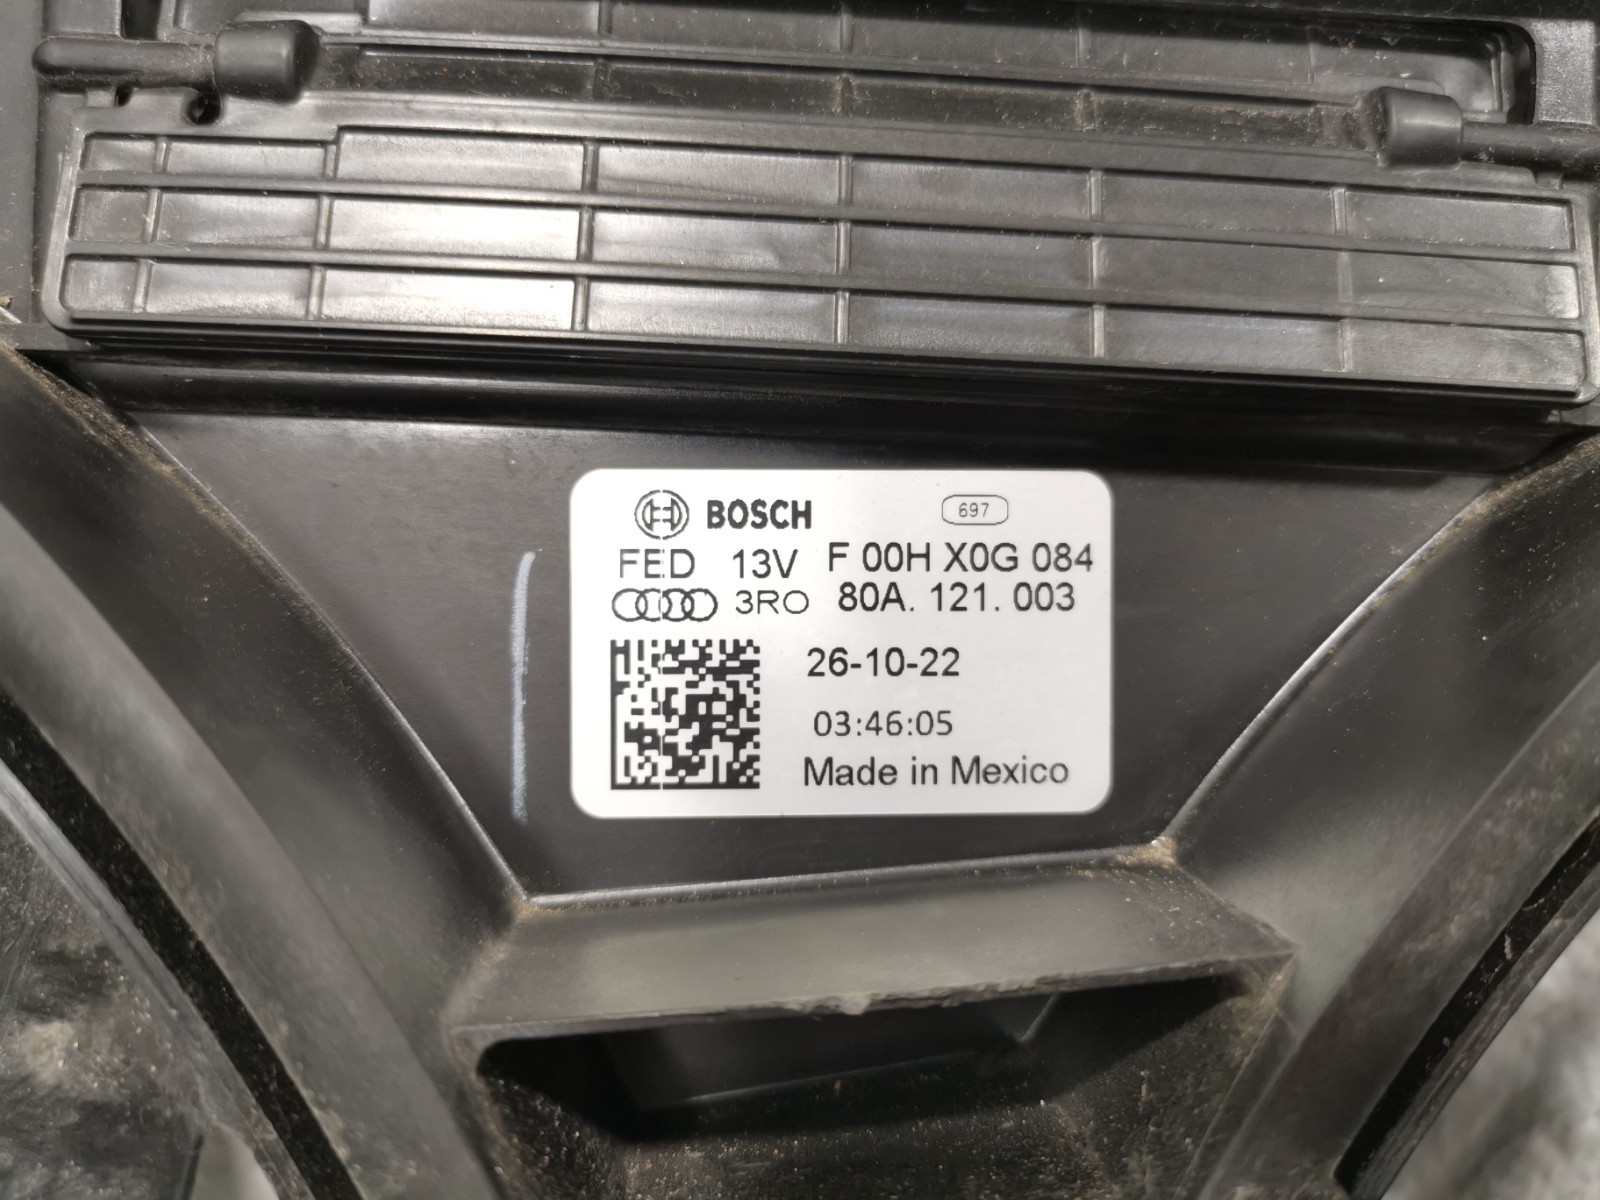 BOSCH 697
FED 13V F 00H X0G 084
3RO 80A. 121. 003
26-10-22
03:46:05
Made in Mexico